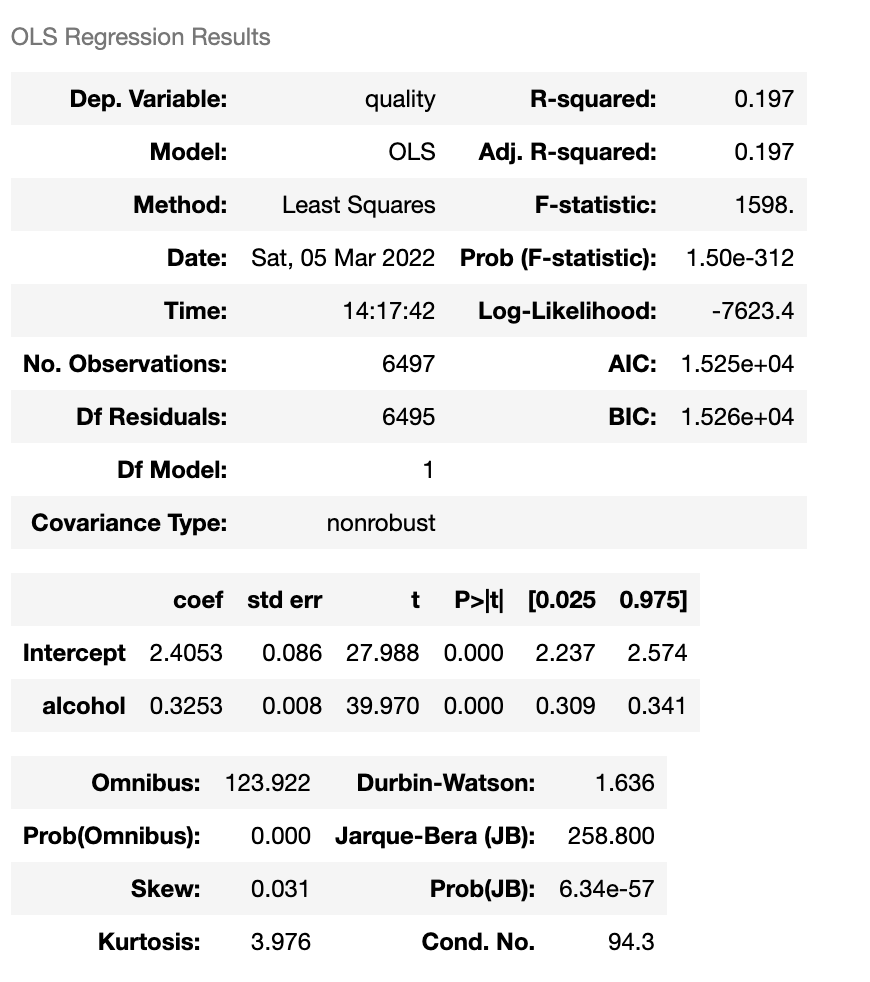 OLS Regression Results
Dep. Variable: quality R-squared: 0.197
Model: OLS Adj. R-squared: 0.197
Method: Least Squares F-statistic: 1598.
Date: Sat, 05 Mar 2022 Prob (F-statistic): 1.50e-312
Time: 14:17:42 Log-Likelihood: -7623.4
No. Observations: 6497 AIC: 1.525e+04
Df Residuals: 6495 BIC: 1.526e+04
Df Model: 1
Covariance Type: nonrobust
coef std err t P>|t| [0.025 0.975]
Intercept 2.4053 0.086 27.988 0.000 2.237 2.574
alcohol 0.3253 0.008 39.970 0.000 0.309 0.341
Omnibus: 123.922 Durbin-Watson: 1.636
Prob(Omnibus): 0.000 Jarque-Bera (JB): 258.800
Skew: 0.031 Prob(JB): 6.34e-57
Kurtosis: 3.976 Cond. No. 94.3